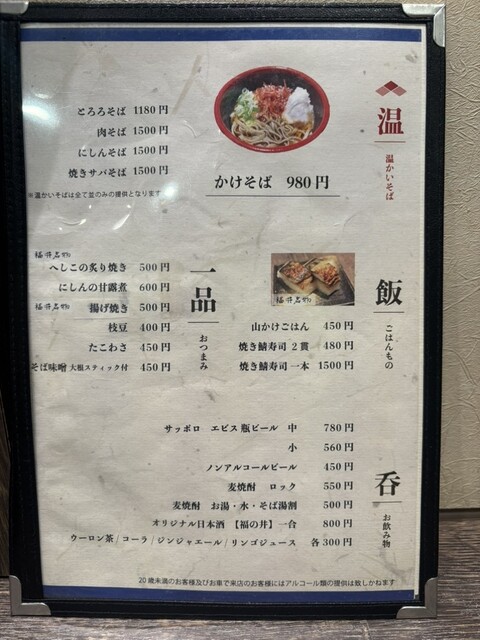 温
温かいそば
かけそば 980円
とろろそば 1180円
肉そば 1500円
にしんそば 1500円
焼きサバそば 1500円
※温かいそばは全て並のみの提供となります
飯
ごはんもの
福井名物
山かけごはん 450円
焼き鯖寿司 2貫 480円
焼き鯖寿司 一本 1500円
一品
おつまみ
福井名物
へしこの炙り焼き 500円
にしんの甘露煮 600円
福井名物 揚げ焼き 500円
枝豆 400円
たこわさ 450円
そば味噌 大根スティック付 450円
呑
お飲み物
サッポロ エビス 瓶ビール 中 780円
小 560円
ノンアルコールビール 450円
麦焼酎 ロック 550円
麦焼酎 お湯・水・そば湯割 500円
オリジナル日本酒 【福の井】 一合 800円
ウーロン茶/コーラ/ジンジャエール/リンゴジュース 各300円
20歳未満のお客様及びお車で来店のお客様にはアルコール類の提供は致しかねます